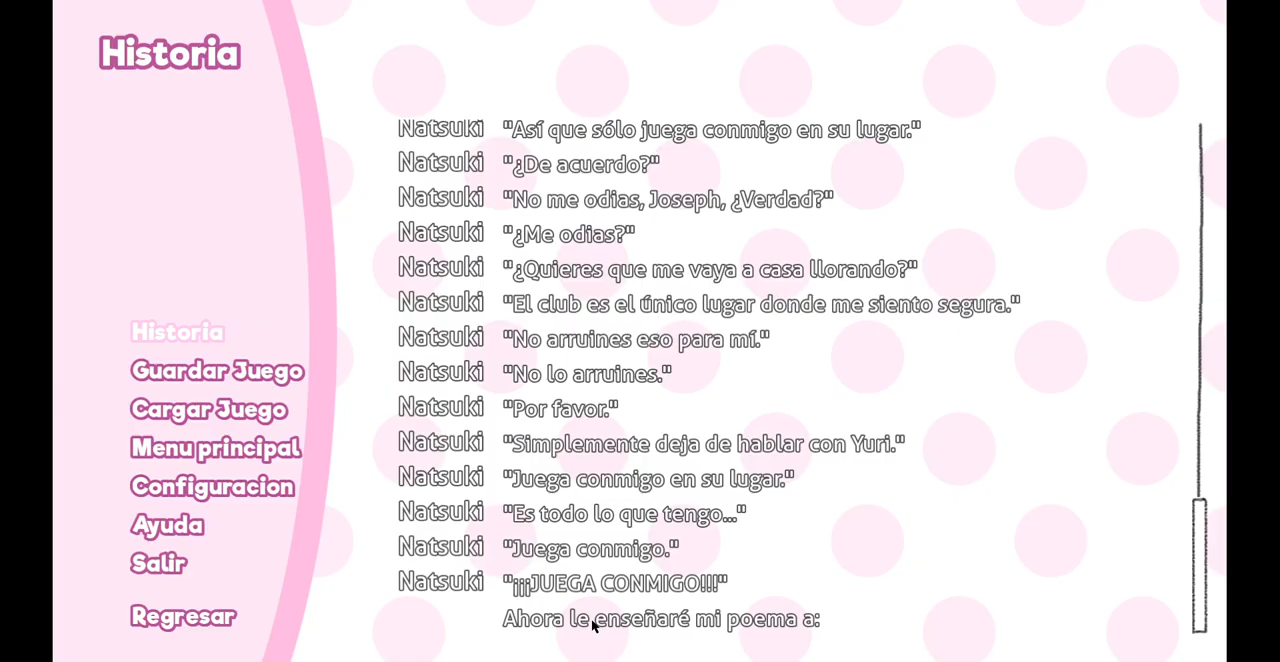 Historia
Natsuki "Así que sólo juega conmigo en su lugar."
Natsuki "¿De acuerdo?"
Natsuki "No me odias, Joseph, ¿Verdad?"
Natsuki "¿Me odias?"
Natsuki "¿Quieres que me vaya a casa llorando?"
Natsuki "El club es el único lugar donde me siento segura."
Natsuki "No arruines eso para mí."
Natsuki "No lo arruines."
Natsuki "Por favor."
Natsuki "Simplemente deja de hablar con Yuri."
Natsuki "Juega conmigo en su lugar."
Natsuki "Es todo lo que tengo..."
Natsuki "Juega conmigo."
Natsuki "¡¡¡JUEGA CONMIGO!!!"
Ahora le enseñaré mi poema a:
Historia
Guardar Juego
Cargar Juego
Menu principal
Configuracion
Ayuda
Salir
Regresar